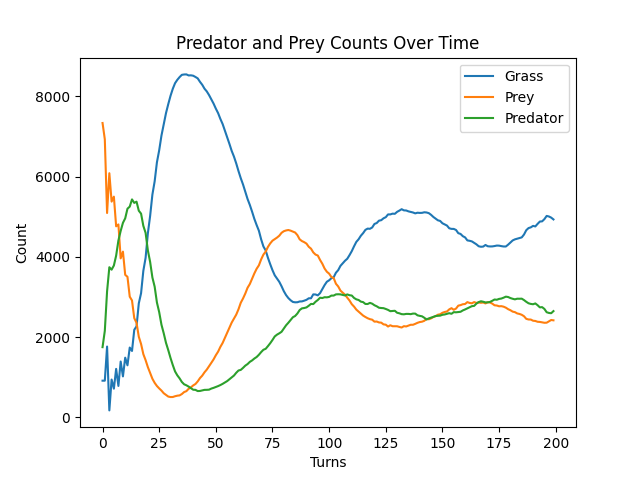 Predator and Prey Counts Over Time
Grass
Prey
Predator
Count
8000
6000
4000
2000
0
0 25 50 75 100 125 150 175 200
Turns